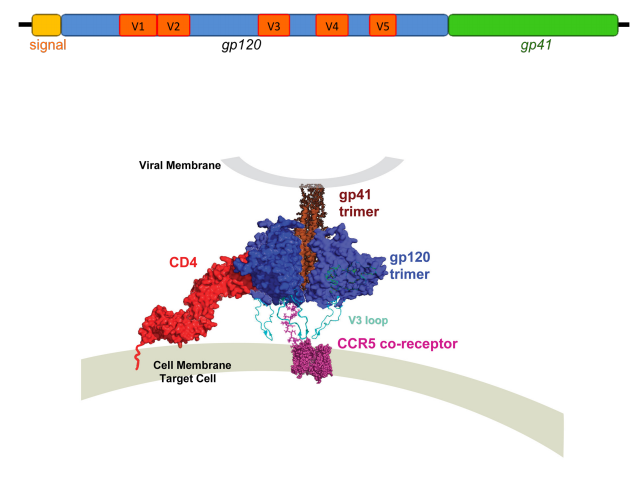 V1 V2 V3 V4 V5
signal gp120 gp41
Viral Membrane
gp41
trimer
CD4
gp120
trimer
V3 loop
CCR5 co-receptor
Cell Membrane
Target Cell